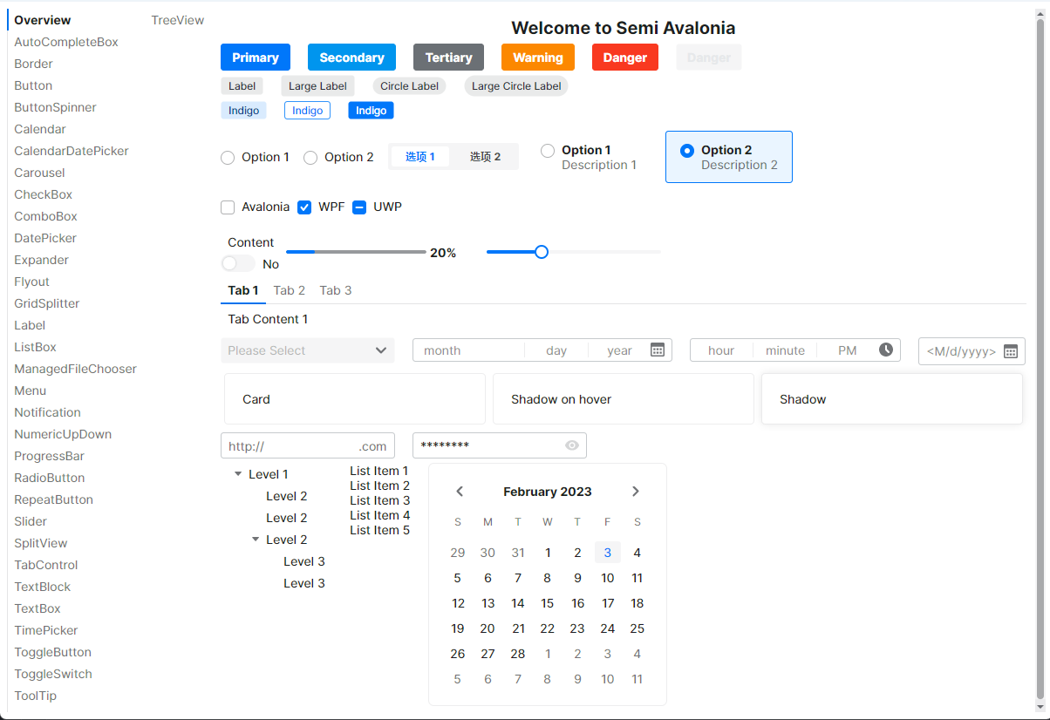 Overview
AutoCompleteBox
Border
Button
ButtonSpinner
Calendar
CalendarDatePicker
Carousel
CheckBox
ComboBox
DatePicker
Expander
Flyout
GridSplitter
Label
ListBox
ManagedFileChooser
Menu
Notification
NumericUpDown
ProgressBar
RadioButton
RepeatButton
Slider
SplitView
TabControl
TextBlock
TextBox
TimePicker
ToggleButton
ToggleSwitch
ToolTip
TreeView
Welcome to Semi Avalonia
Primary Secondary Tertiary Warning Danger Danger
Label Large Label Circle Label Large Circle Label
Indigo Indigo Indigo
Option 1 Option 2 选项 1 选项 2
Option 1
Description 1
Option 2
Description 2
Avalonia WPF UWP
Content
No
20%
Tab 1 Tab 2 Tab 3
Tab Content 1
Please Select month day year hour minute PM <M/d/yyyy>
Card Shadow on hover Shadow
http:// .com ********
Level 1
Level 2
Level 2
Level 2
Level 3
Level 3
List Item 1
List Item 2
List Item 3
List Item 4
List Item 5
February 2023
S M T W T F S
29 30 31 1 2 3 4
5 6 7 8 9 10 11
12 13 14 15 16 17 18
19 20 21 22 23 24 25
26 27 28 1 2 3 4
5 6 7 8 9 10 11